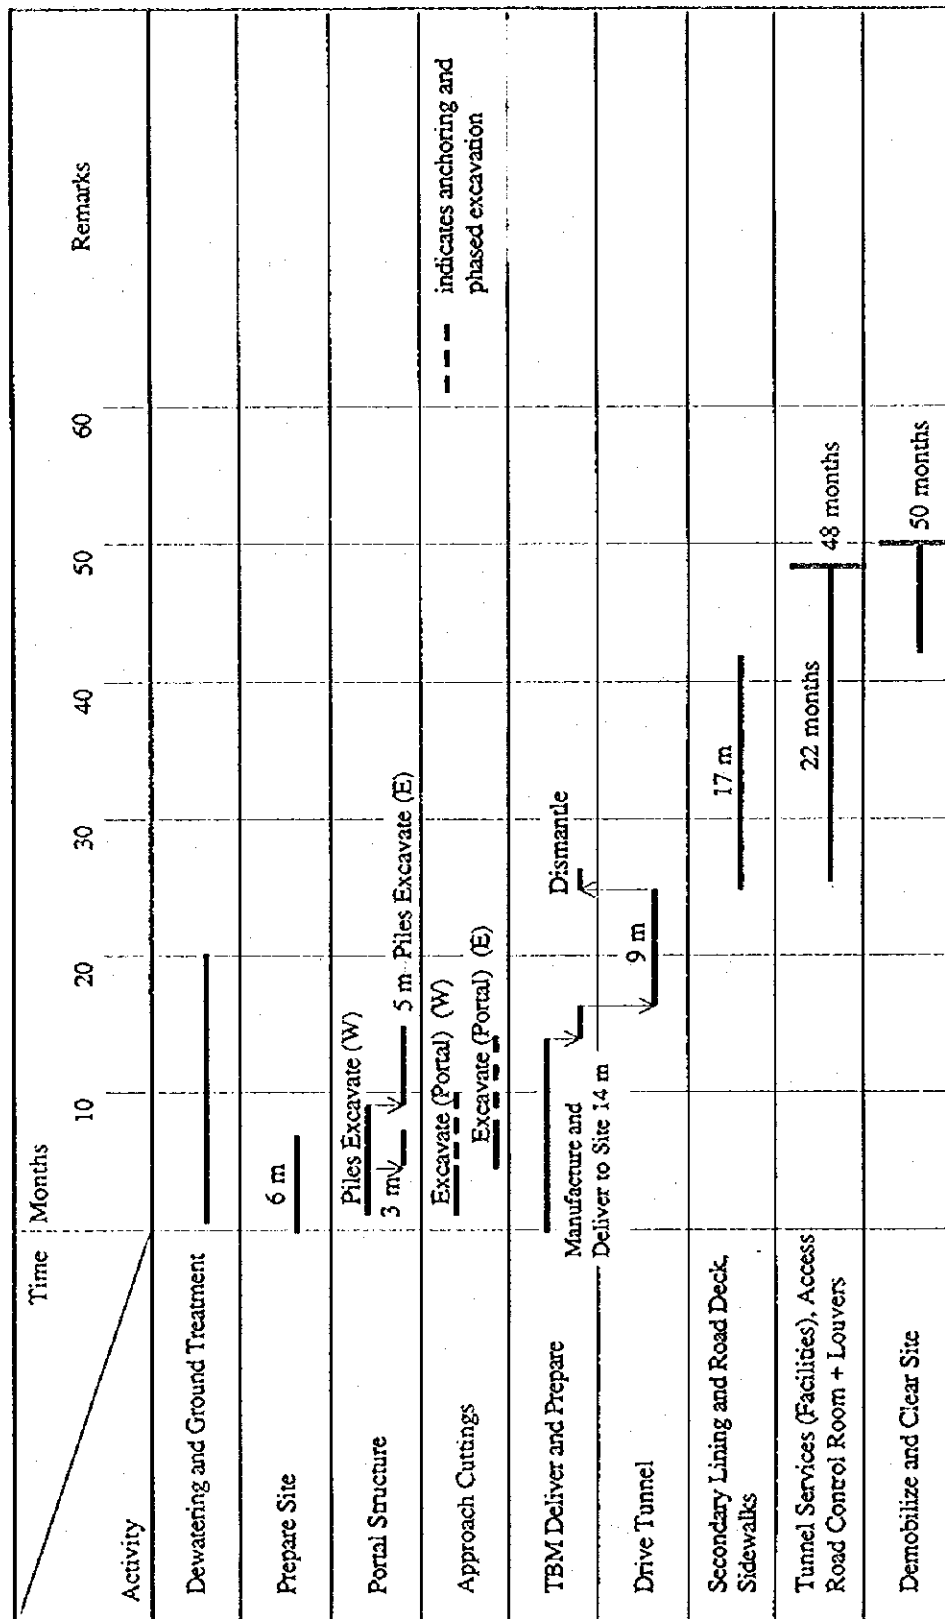 Time
Months
10
20
30
40
50
60
Remarks
Activity
Dewatering and Ground Treatment
Prepare Site
6 m
Portal Structure
Piles Excavate (W)
3 m
5 m Piles Excavate (E)
Approach Cuttings
Excavate (Portal) (W)
Excavate (Portal) (E)
indicates anchoring and
phased excavation
TBM Deliver and Prepare
Manufacture and
Deliver to Site 14 m
Dismantle
Drive Tunnel
9 m
Secondary Lining and Road Deck,
Sidewalks
17 m
Tunnel Services (Facilities), Access
Road Control Room + Louvers
22 months
48 months
Demobilize and Clear Site
50 months